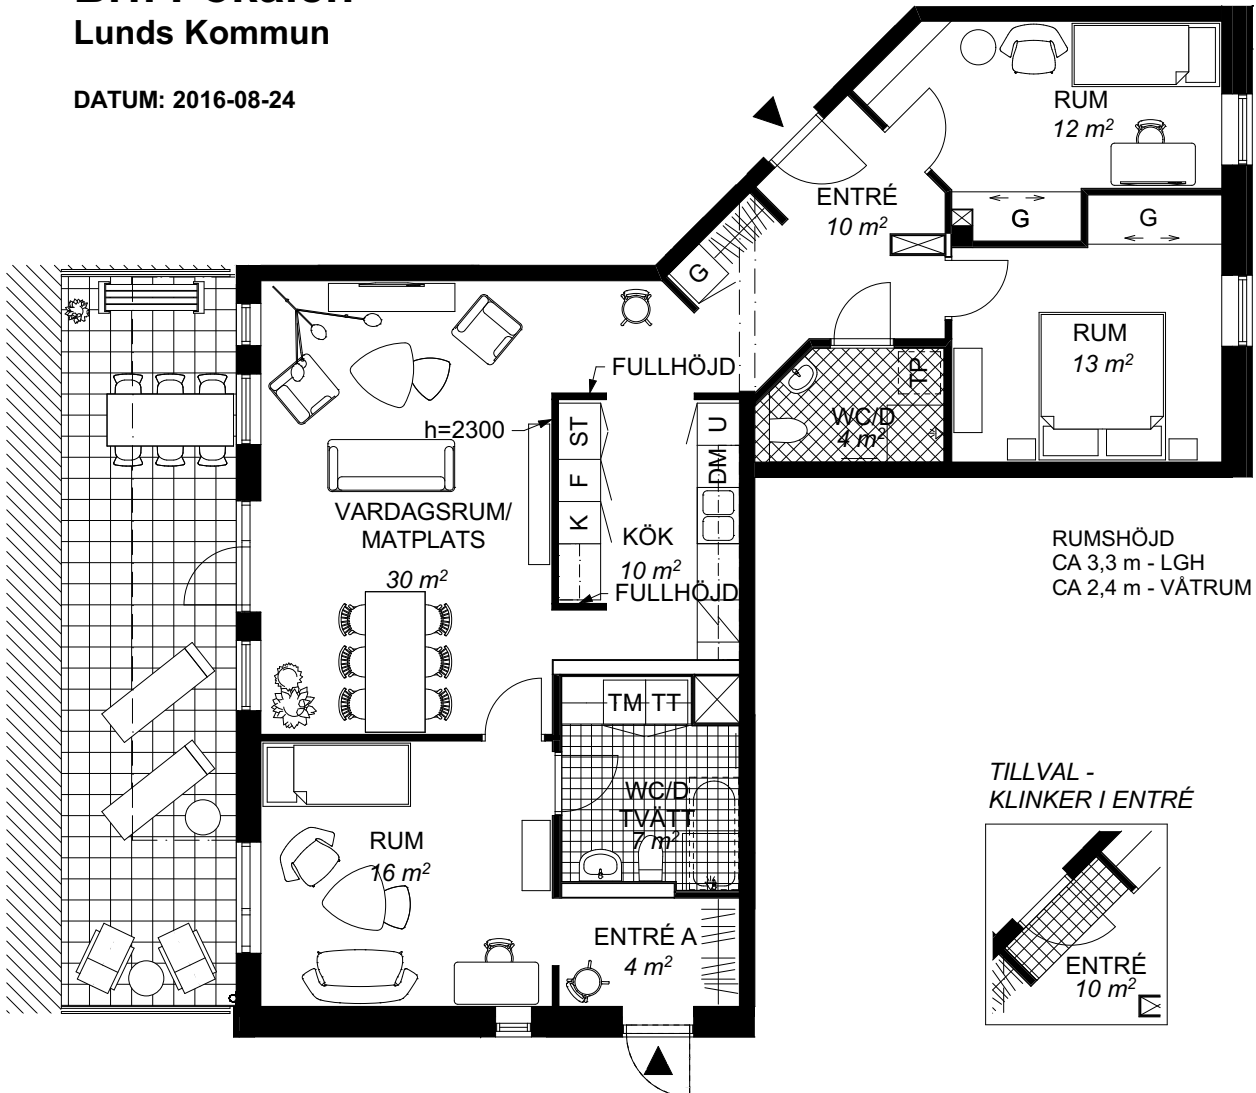 Lunds Kommun
DATUM: 2016-08-24
RUM
12 m²
ENTRÉ
10 m²
G
G
G
RUM
13 m²
FULLHÖJD
h=2300
ST
F
K
U
DM
TP
WC/D
4 m²
VARDAGSRUM/
MATPLATS
30 m²
KÖK
10 m²
FULLHÖJD
RUMSHÖJD
CA 3,3 m - LGH
CA 2,4 m - VÅTRUM
TM TT
WC/D
TVÄTT
7 m²
RUM
16 m²
ENTRÉ A
4 m²
TILLVAL -
KLINKER I ENTRÉ
ENTRÉ
10 m²